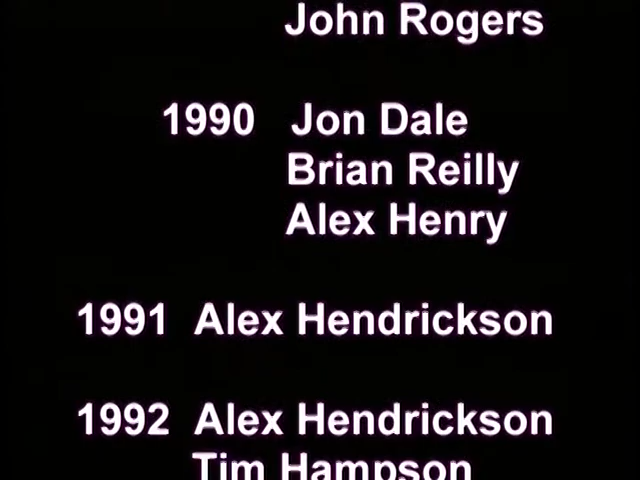 John Rogers
1990 Jon Dale
Brian Reilly
Alex Henry
1991 Alex Hendrickson
1992 Alex Hendrickson
Tim Hampson